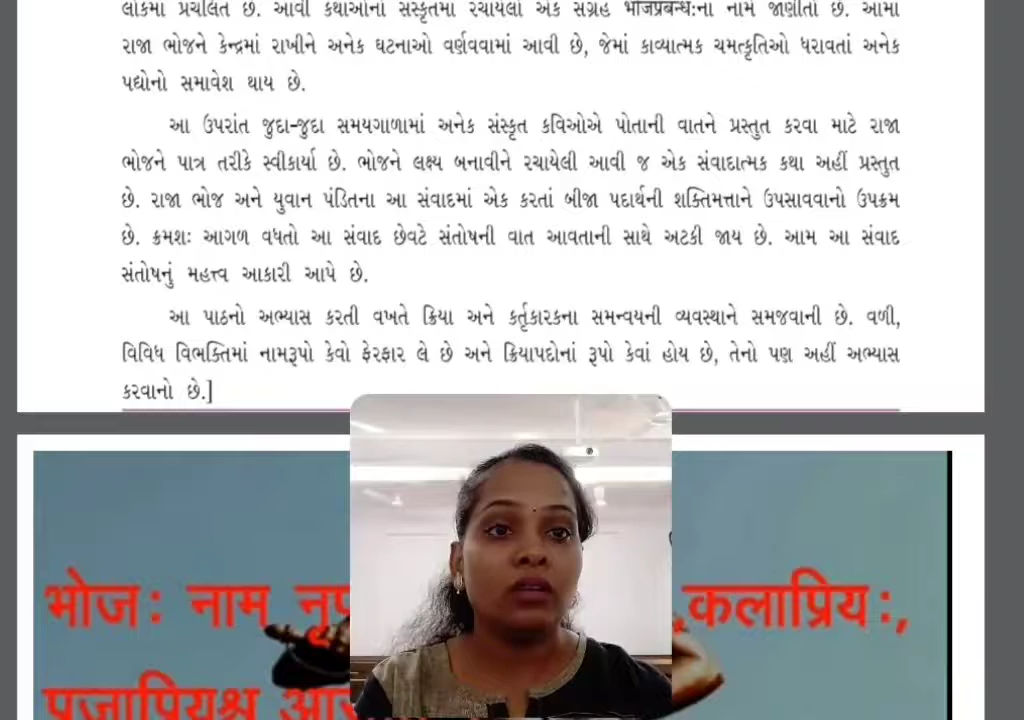 લોકમાં પ્રચલિત છે. આવી કથાઓનો સંસ્કૃતમાં રચાયેલો એક સંગ્રહ भोजप्रबन्धःના નામે જાણીતો છે. આમાં
રાજા ભોજને કેન્દ્રમાં રાખીને અનેક ઘટનાઓ વર્ણવવામાં આવી છે, જેમાં કાવ્યાત્મક ચમત્કૃતિઓ ધરાવતાં અનેક
પદ્યોનો સમાવેશ થાય છે.
આ ઉપરાંત જુદા-જુદા સમયગાળામાં અનેક સંસ્કૃત કવિઓએ પોતાની વાતને પ્રસ્તુત કરવા માટે રાજા
ભોજને પાત્ર તરીકે સ્વીકાર્યા છે. ભોજને લક્ષ્ય બનાવીને રચાયેલી આવી જ એક સંવાદાત્મક કથા અહીં પ્રસ્તુત
છે. રાજા ભોજ અને યુવાન પંડિતના આ સંવાદમાં એક કરતાં બીજા પદાર્થની શક્તિમત્તાને ઉપસાવવાનો ઉપક્રમ
છે. ક્રમશઃ આગળ વધતો આ સંવાદ છેવટે સંતોષની વાત આવતાની સાથે અટકી જાય છે. આમ આ સંવાદ
સંતોષનું મહત્ત્વ આકારી આપે છે.
આ પાઠનો અભ્યાસ કરતી વખતે ક્રિયા અને કર્તૃકારકના સમન્વયની વ્યવસ્થાને સમજવાની છે. વળી,
વિવિધ વિભક્તિમાં નામરૂપો કેવો ફેરફાર લે છે અને ક્રિયાપદોનાં રૂપો કેવાં હોય છે, તેનો પણ અહીં અભ્યાસ
કરવાનો છે.]
भोजः नाम कलाप्रियः,
प्रजाप्रियश्च